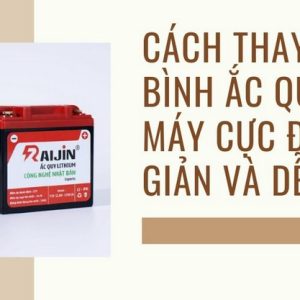 CÁCH THAY
BÌNH ẮC QU
MÁY CỰC Đ
GIẢN VÀ DỄ
RAIJIN
ẮC QUY LITHIUM
CÔNG NGHỆ NHẬT BẢN